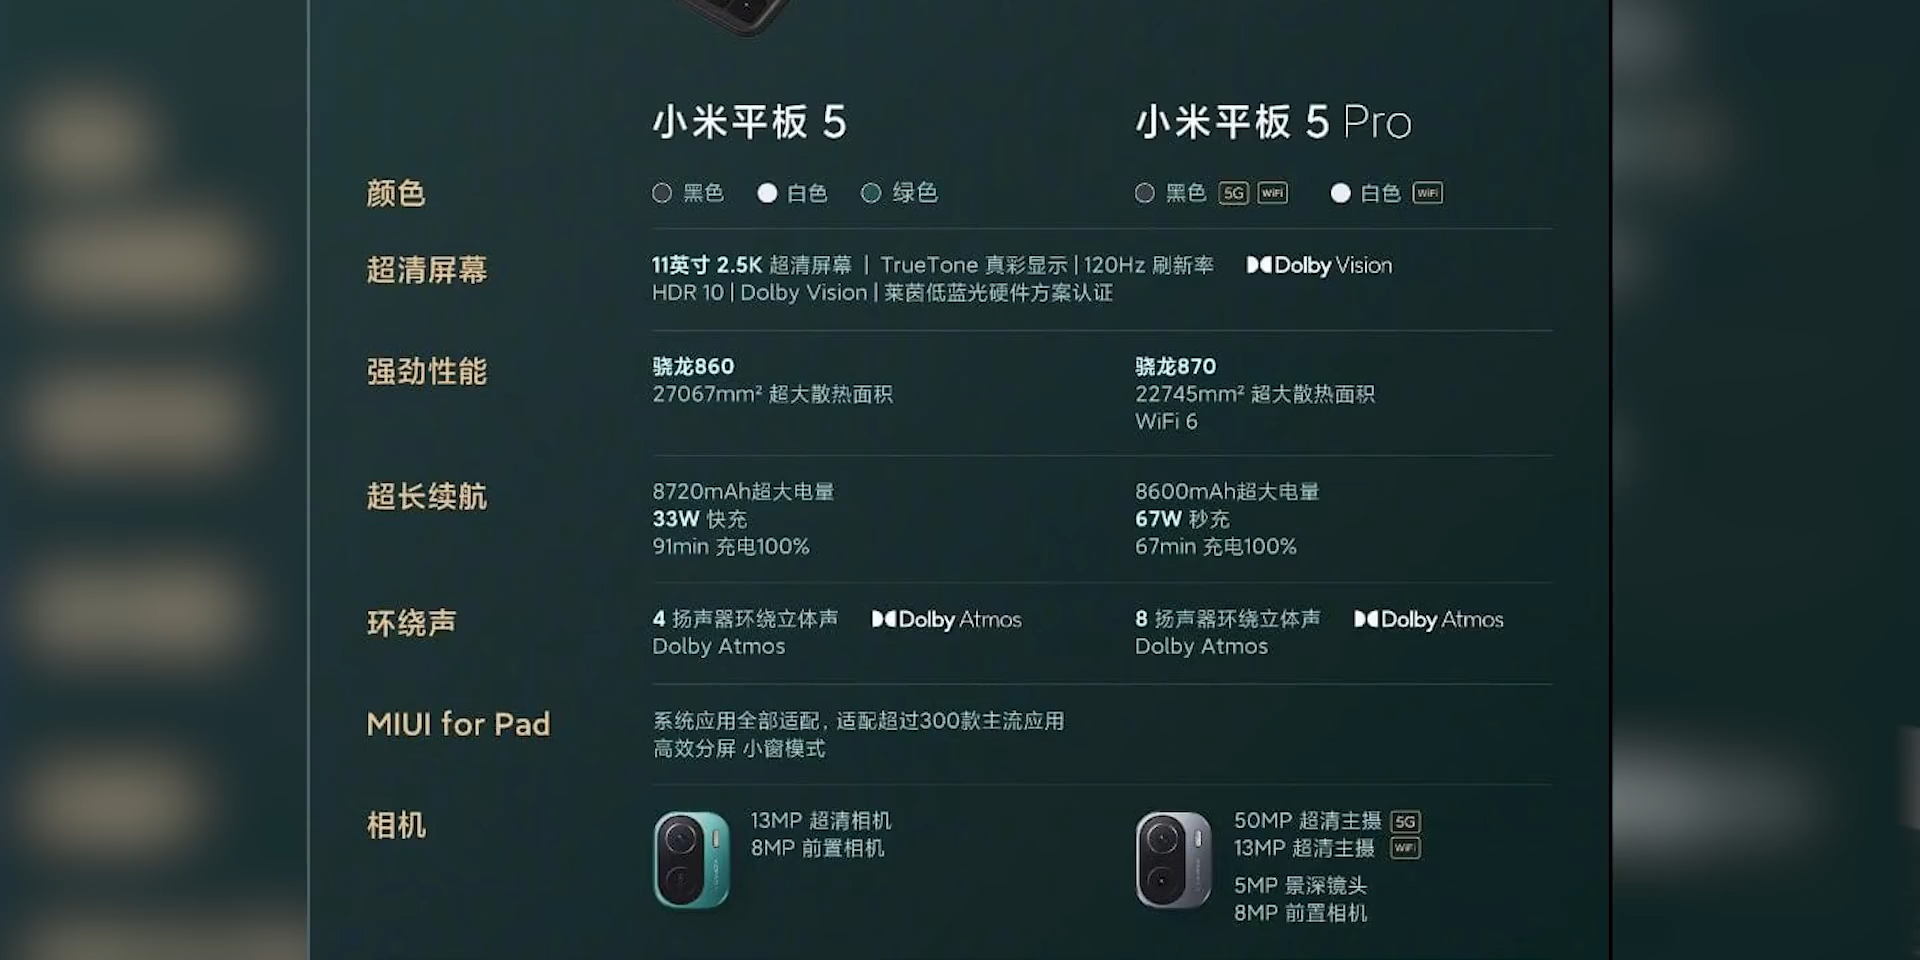 小米平板 5
小米平板 5 Pro
颜色
黑色 白色 绿色
黑色 5G WiFi 白色 WiFi
超清屏幕
11英寸 2.5K 超清屏幕 | TrueTone 真彩显示 | 120Hz 刷新率 Dolby Vision
HDR 10 | Dolby Vision | 莱茵低蓝光硬件方案认证
强劲性能
骁龙860
27067mm² 超大散热面积
骁龙870
22745mm² 超大散热面积
WiFi 6
超长续航
8720mAh超大电量
33W 快充
91min 充电100%
8600mAh超大电量
67W 秒充
67min 充电100%
环绕声
4 扬声器环绕立体声 Dolby Atmos
Dolby Atmos
8 扬声器环绕立体声 Dolby Atmos
Dolby Atmos
MIUI for Pad
系统应用全部适配，适配超过300款主流应用
高效分屏 小窗模式
相机
13MP 超清相机
8MP 前置相机
50MP 超清主摄 5G
13MP 超清主摄 WiFi
5MP 景深镜头
8MP 前置相机